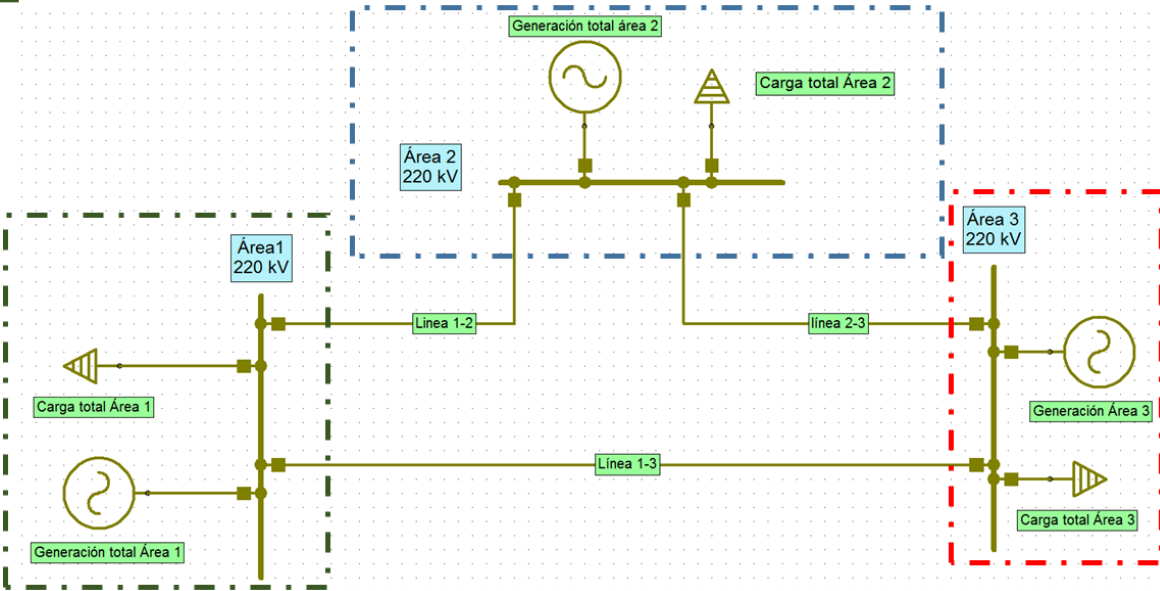 Generación total área 2
Carga total Área 2
Área 2
220 kV
Área 3
220 kV
Área1
220 kV
Linea 1-2
línea 2-3
Carga total Área 1
Generación Área 3
Línea 1-3
Carga total Área 3
Generación total Área 1